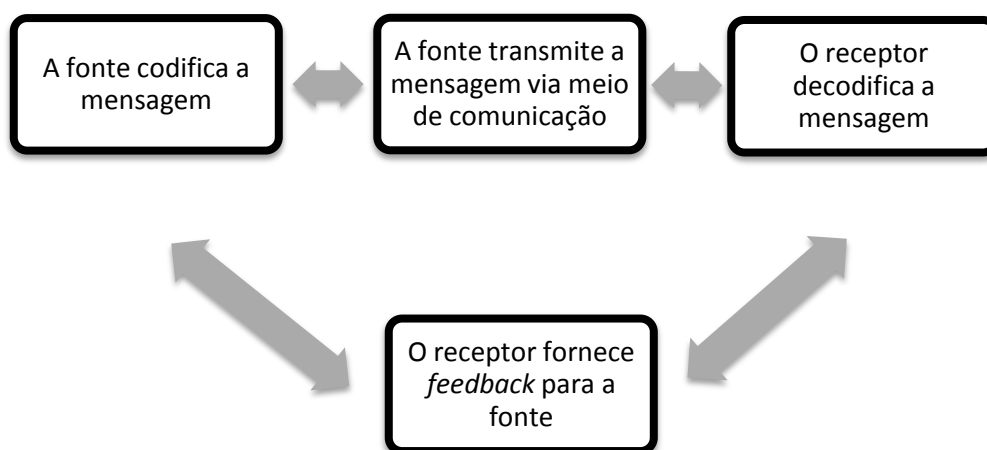 A fonte codifica a
mensagem
A fonte transmite a
mensagem via meio
de comunicação
O receptor
decodifica a
mensagem
O receptor fornece
feedback para a
fonte